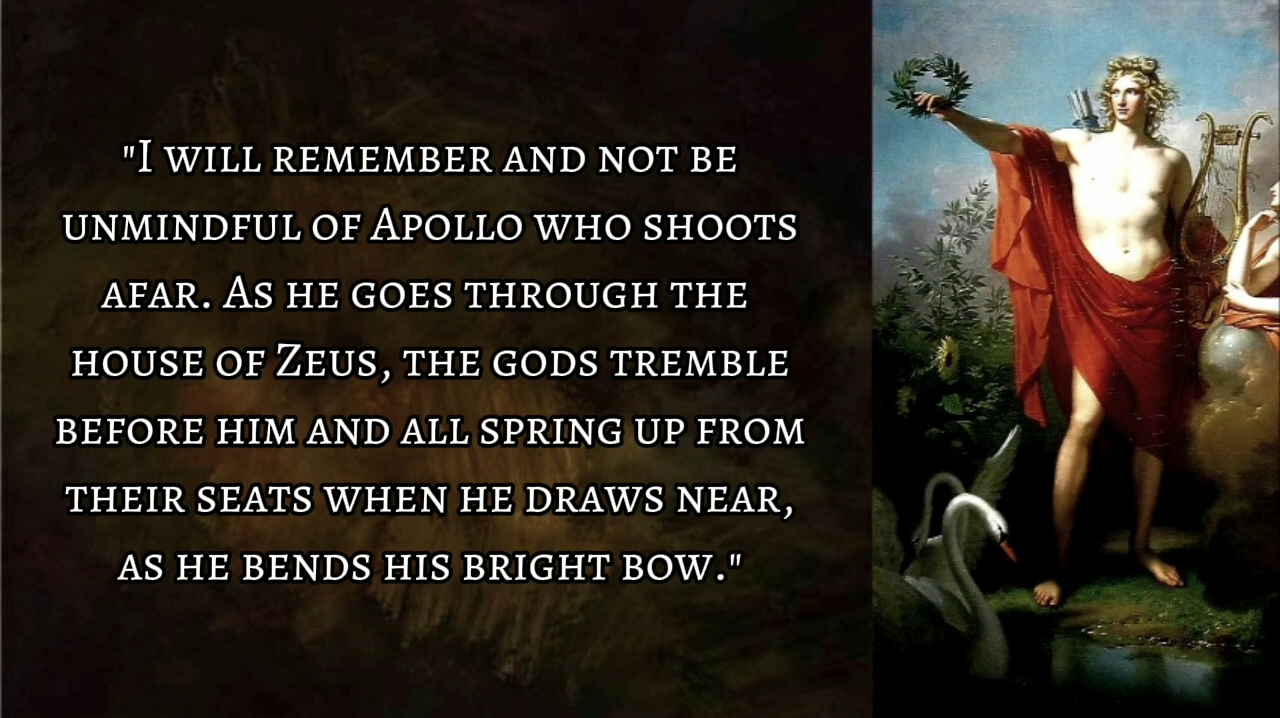 "I will remember and not be
unmindful of Apollo who shoots
afar. As he goes through the
house of Zeus, the gods tremble
before him and all spring up from
their seats when he draws near,
as he bends his bright bow."